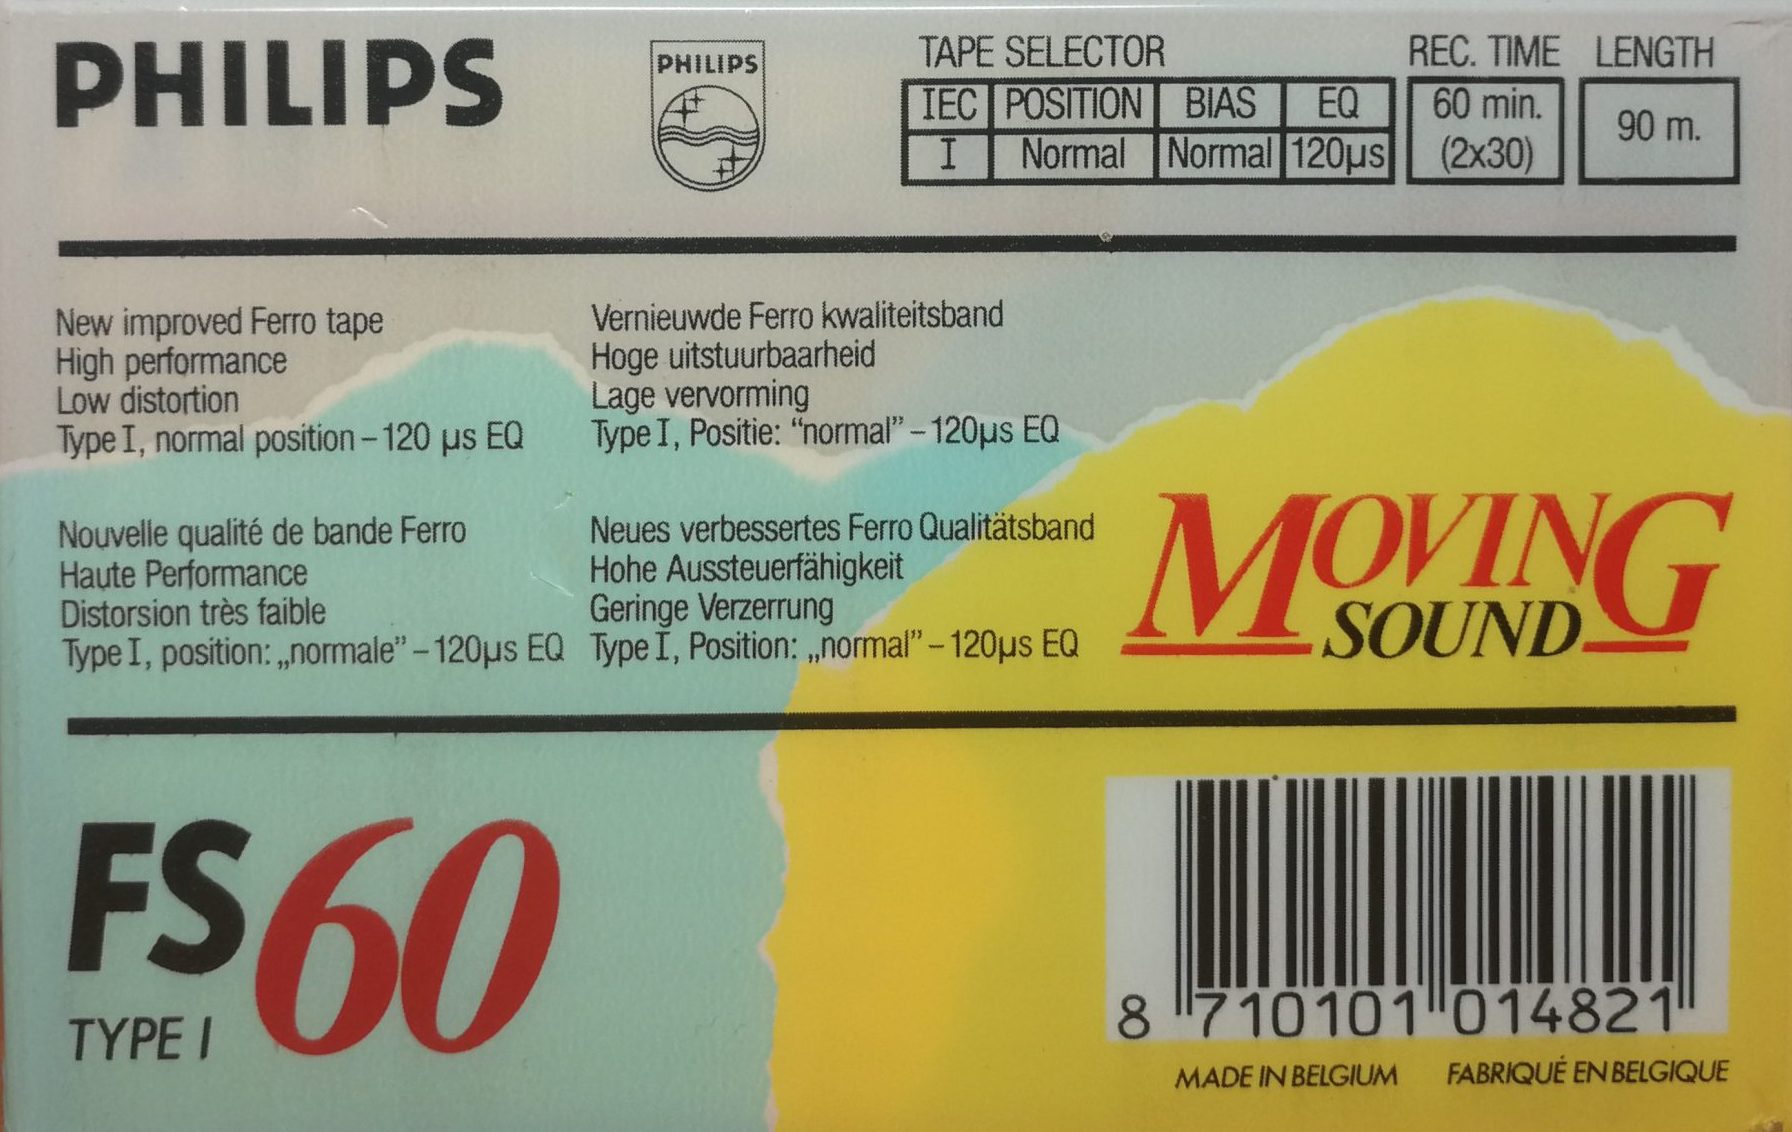 PHILIPS
PHILIPS
TAPE SELECTOR
IEC POSITION BIAS EQ
I Normal Normal 120µs
REC. TIME
60 min.
(2x30)
LENGTH
90 m.
New improved Ferro tape
High performance
Low distortion
Type I, normal position – 120 µs EQ
Vernieuwde Ferro kwaliteitsband
Hoge uitstuurbaarheid
Lage vervorming
Type I, Positie: “normal” – 120µs EQ
Nouvelle qualité de bande Ferro
Haute Performance
Distorsion très faible
Type I, position: „normale” – 120µs EQ
Neues verbessertes Ferro Qualitätsband
Hohe Aussteuerfähigkeit
Geringe Verzerrung
Type I, Position: „normal” – 120µs EQ
MOVING
SOUND
FS 60
TYPE I
8 710101 014821
MADE IN BELGIUM FABRIQUÉ EN BELGIQUE